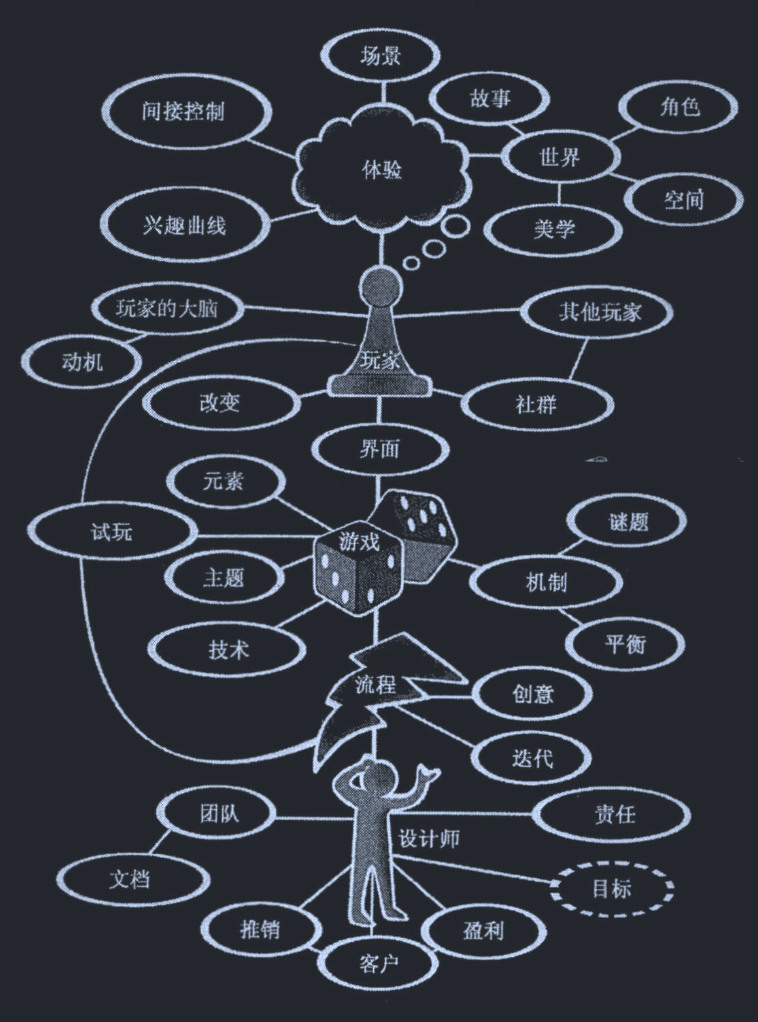 场景
故事
角色
间接控制
体验
世界
空间
兴趣曲线
美学
玩家的大脑
其他玩家
动机
玩家
改变
社群
界面
元素
谜题
试玩
游戏
主题
机制
技术
平衡
流程
创意
迭代
团队
责任
设计师
文档
目标
推销
盈利
客户